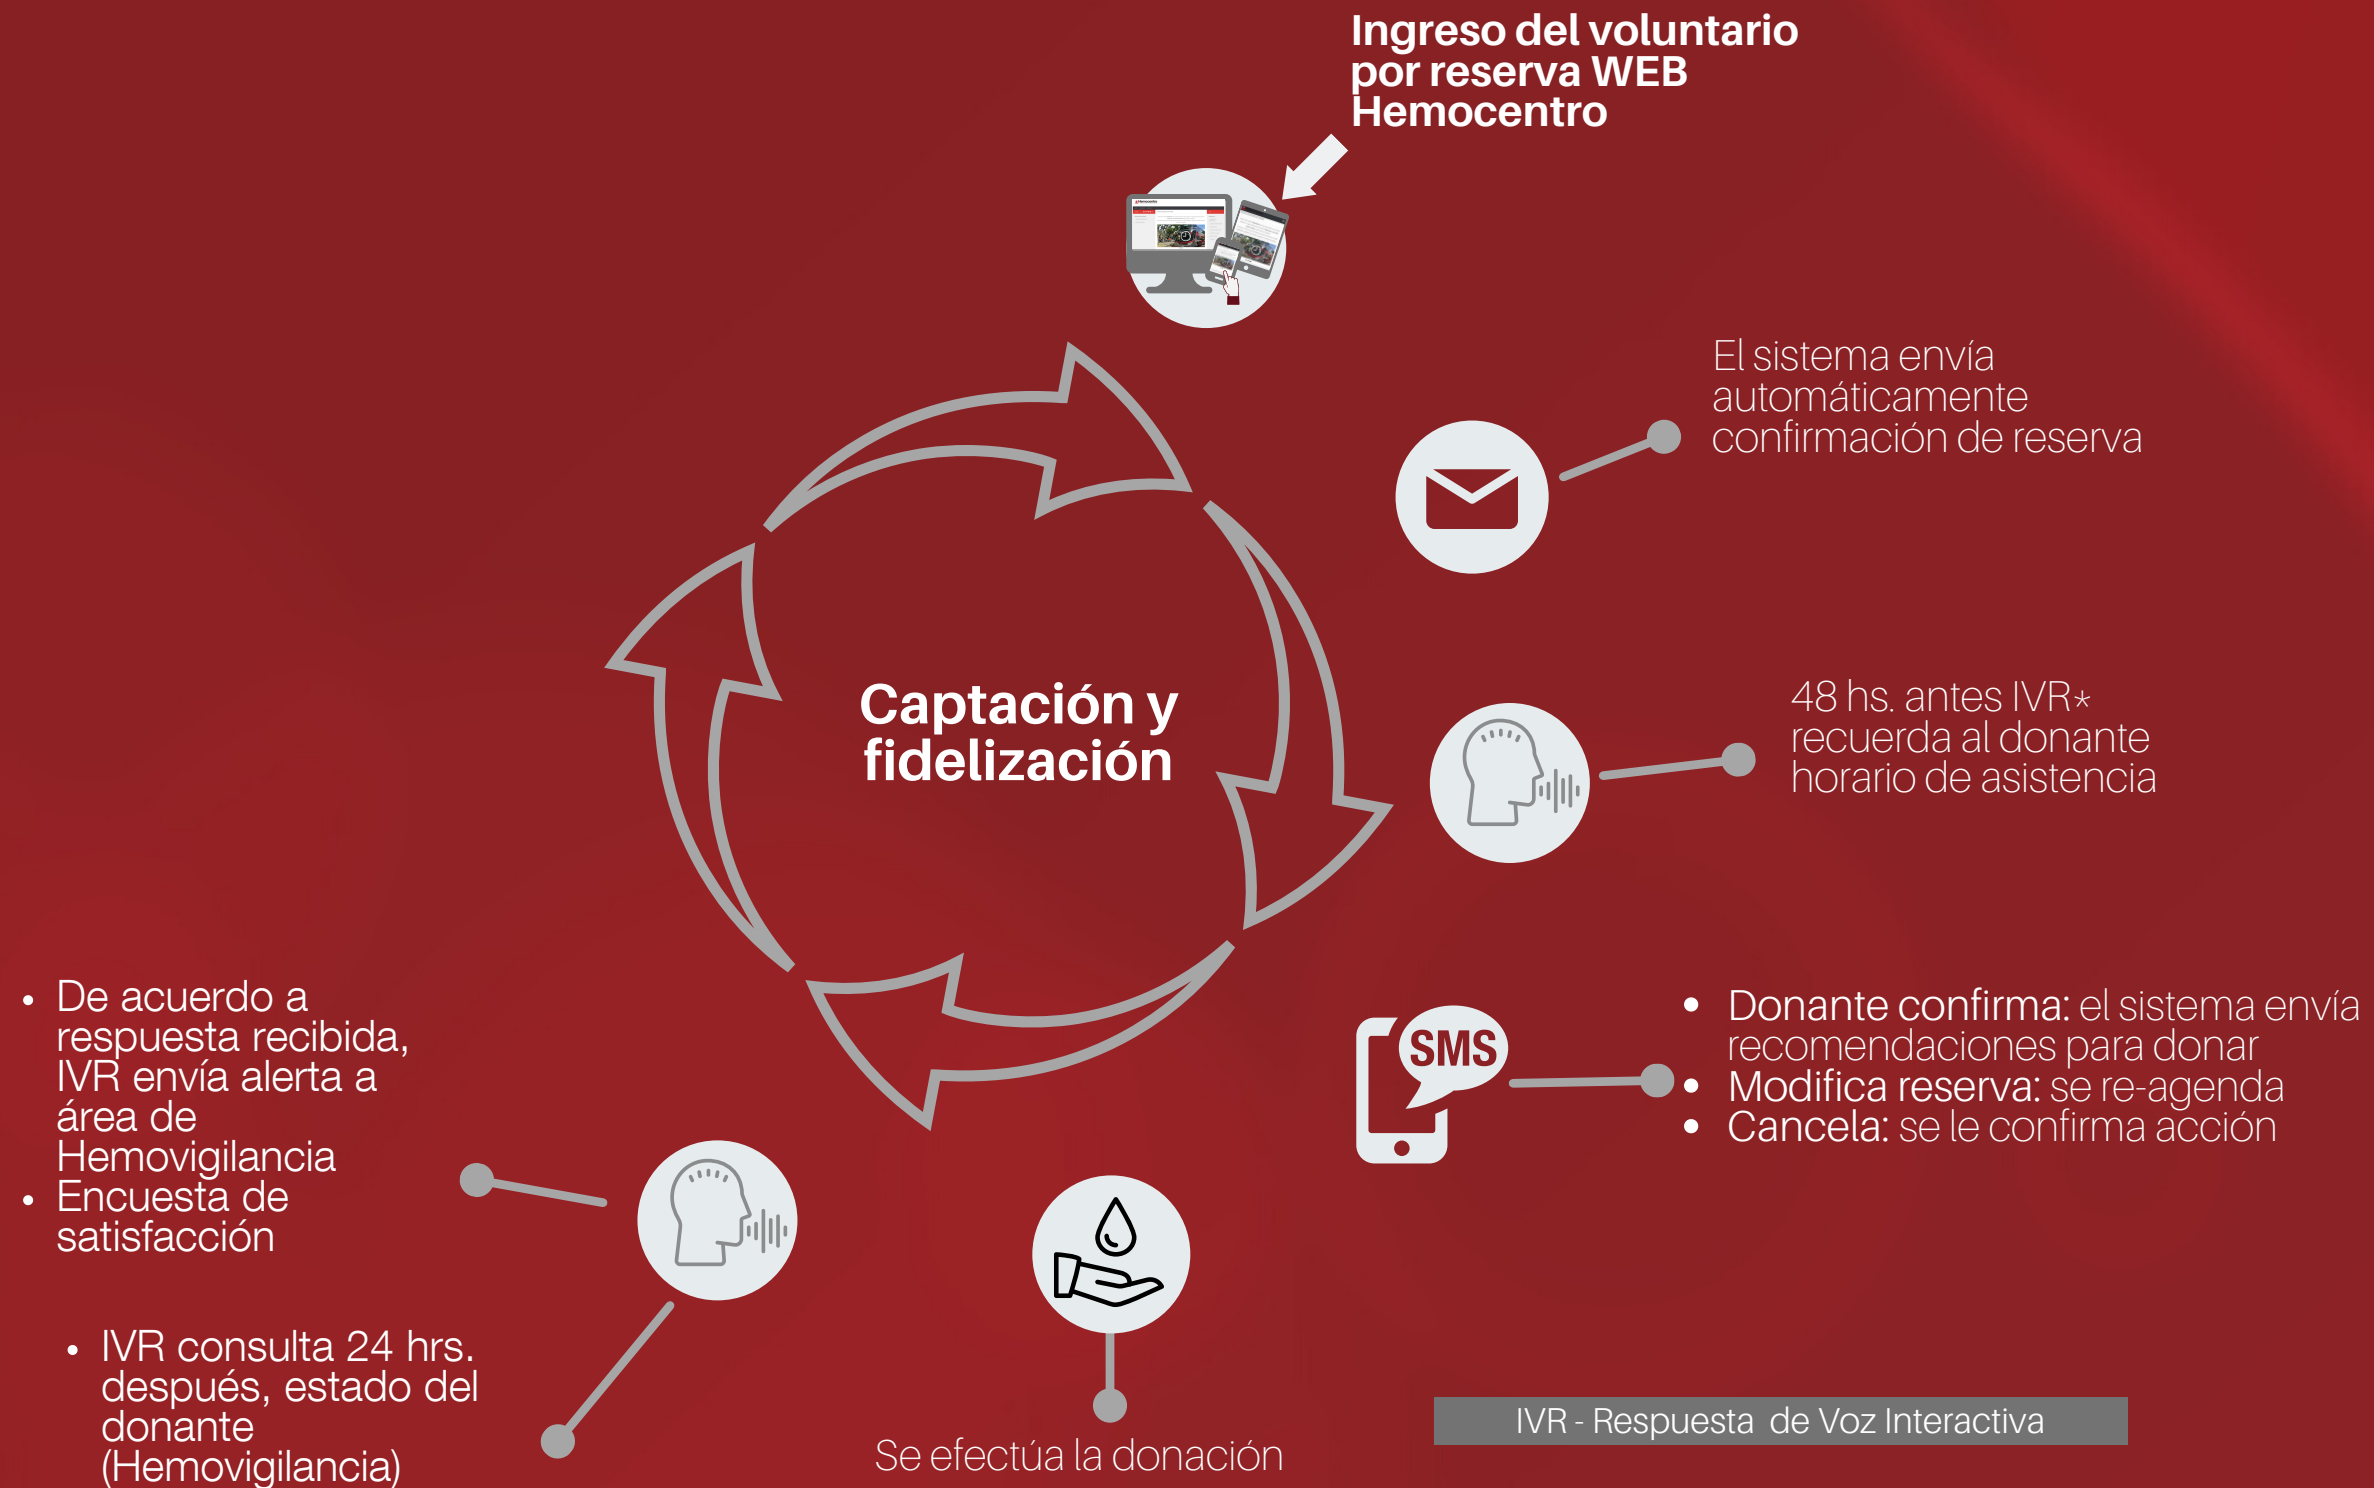 Ingreso del voluntario
por reserva WEB
Hemocentro
Hemocentro
El sistema envía
automáticamente
confirmación de reserva
Captación y
fidelización
48 hs. antes IVR*
recuerda al donante
horario de asistencia
SMS
• Donante confirma: el sistema envía
recomendaciones para donar
• Modifica reserva: se re-agenda
• Cancela: se le confirma acción
• De acuerdo a
respuesta recibida,
IVR envía alerta a
área de
Hemovigilancia
• Encuesta de
satisfacción
• IVR consulta 24 hrs.
después, estado del
donante
(Hemovigilancia)
Se efectúa la donación
IVR - Respuesta de Voz Interactiva